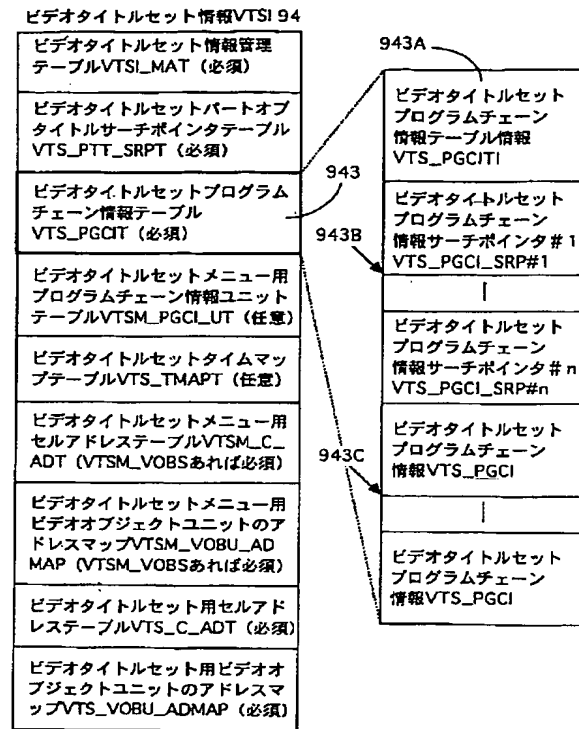 ビデオタイトルセット情報VTSI 94
ビデオタイトルセット情報管理
テーブルVTSI_MAT（必須）
ビデオタイトルセットパートオブ
タイトルサーチポインタテーブル
VTS_PTT_SRPT（必須）
ビデオタイトルセットプログラム
チェーン情報テーブル
VTS_PGCIT（必須）
ビデオタイトルセットメニュー用
プログラムチェーン情報ユニット
テーブルVTSM_PGCI_UT（任意）
ビデオタイトルセットタイムマッ
プテーブルVTS_TMAPT（任意）
ビデオタイトルセットメニュー用
セルアドレステーブルVTSM_C_
ADT（VTSM_VOBSあれば必須）
ビデオタイトルセットメニュー用
ビデオオブジェクトユニットのア
ドレスマップVTSM_VOBU_AD
MAP（VTSM_VOBSあれば必須）
ビデオタイトルセット用セルアド
レステーブルVTS_C_ADT（必須）
ビデオタイトルセット用ビデオオ
ブジェクトユニットのアドレスマ
ップVTS_VOBU_ADMAP（必須）
943
943A
ビデオタイトルセット
プログラムチェーン
情報テーブル情報
VTS_PGCITI
943B
ビデオタイトルセット
プログラムチェーン
情報サーチポインタ＃1
VTS_PGCI_SRP#1
ビデオタイトルセット
プログラムチェーン
情報サーチポインタ＃n
VTS_PGCI_SRP#n
943C
ビデオタイトルセット
プログラムチェーン
情報VTS_PGCI
ビデオタイトルセット
プログラムチェーン
情報VTS_PGCI